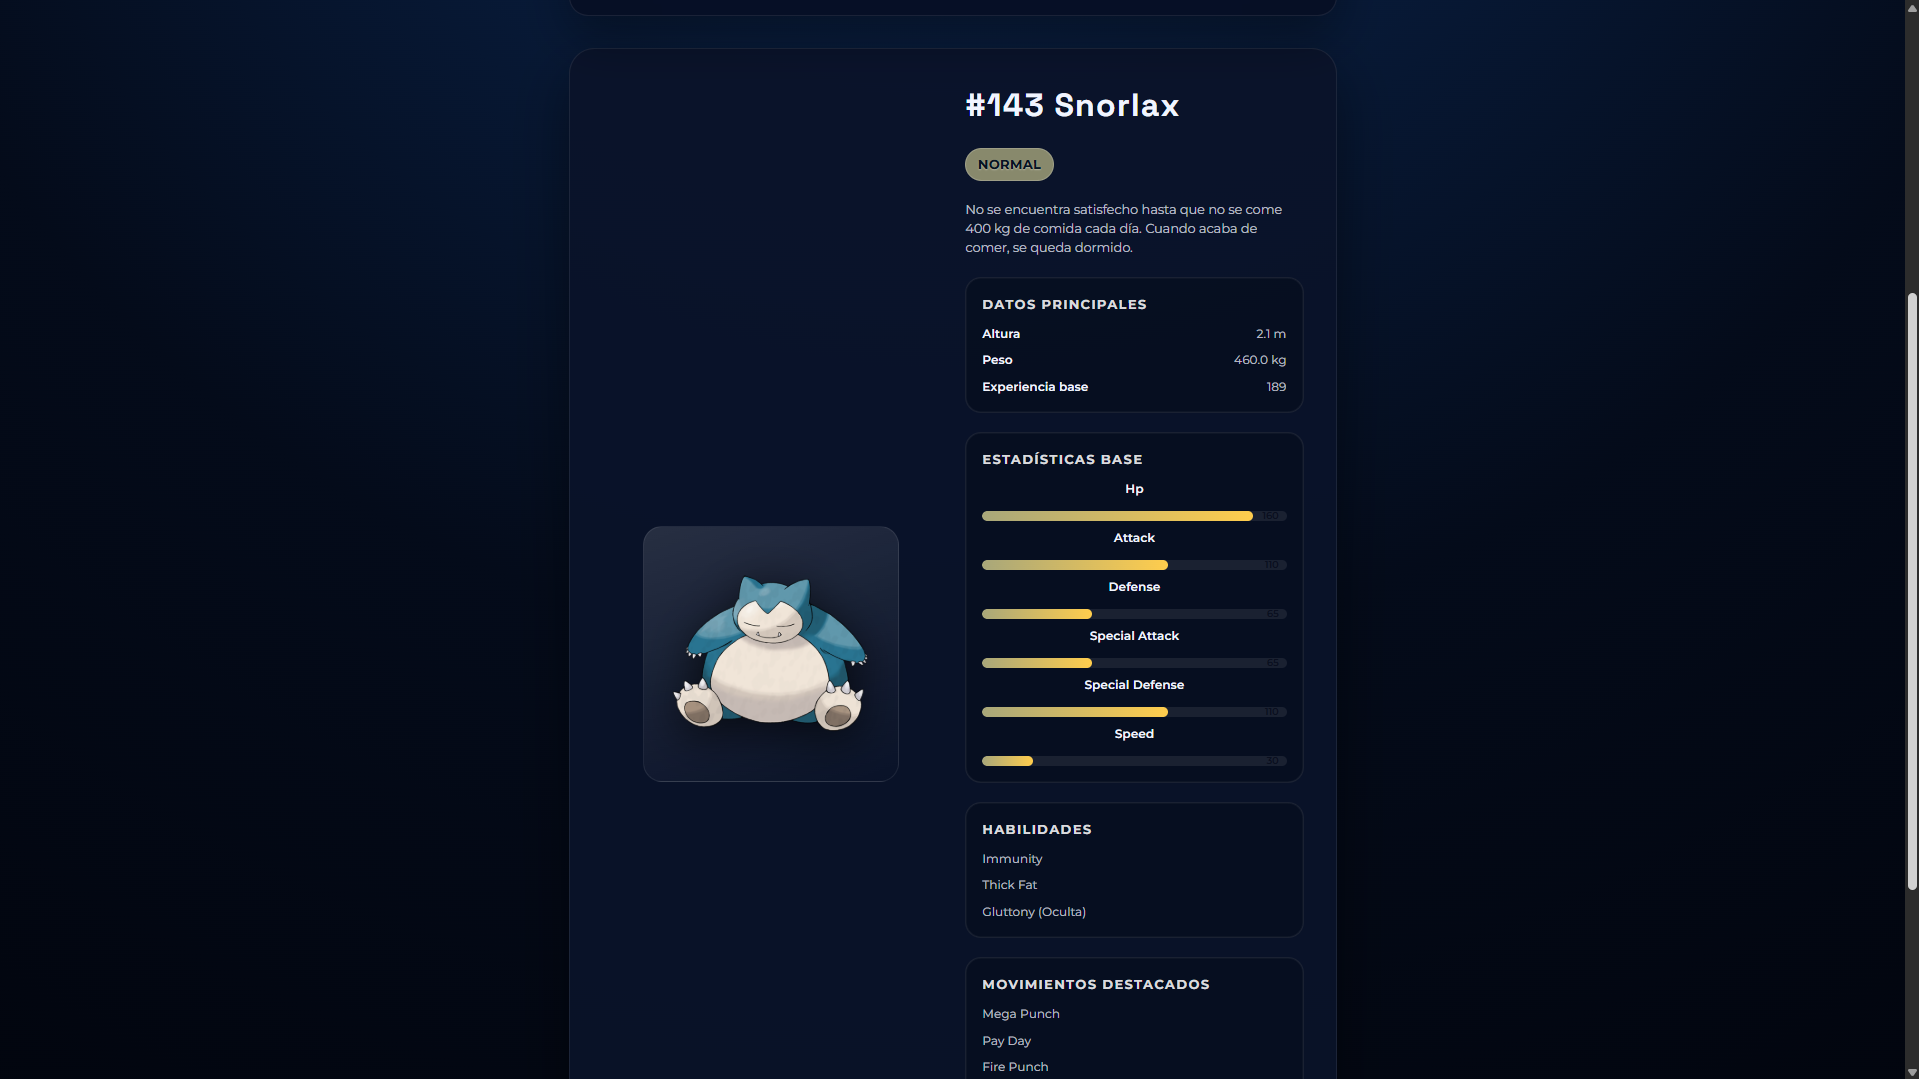 #143 Snorlax
NORMAL
No se encuentra satisfecho hasta que no se come
400 kg de comida cada día. Cuando acaba de
comer, se queda dormido.
DATOS PRINCIPALES
Altura 2.1 m
Peso 460.0 kg
Experiencia base 189
ESTADÍSTICAS BASE
Hp
160
Attack
110
Defense
65
Special Attack
65
Special Defense
110
Speed
30
HABILIDADES
Immunity
Thick Fat
Gluttony (Oculta)
MOVIMIENTOS DESTACADOS
Mega Punch
Pay Day
Fire Punch